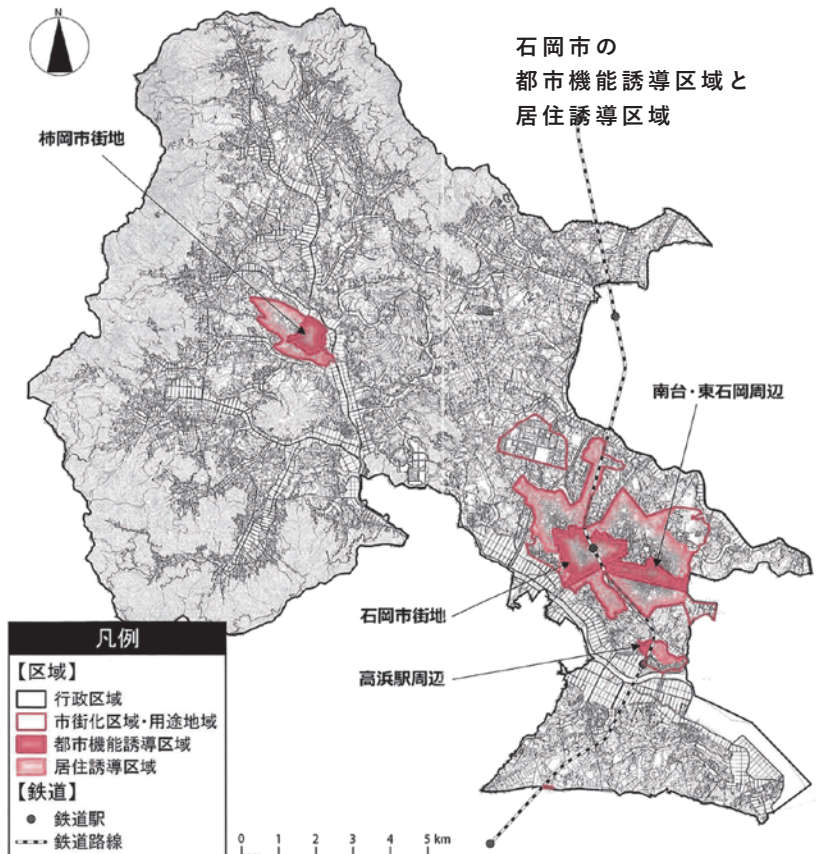 N
石岡市の
都市機能誘導区域と
居住誘導区域
柿岡市街地
南台・東石岡周辺
石岡市街地
高浜駅周辺
凡例
【区域】
行政区域
市街化区域・用途地域
都市機能誘導区域
居住誘導区域
【鉄道】
鉄道駅
鉄道路線
0 1 2 3 4 5 km